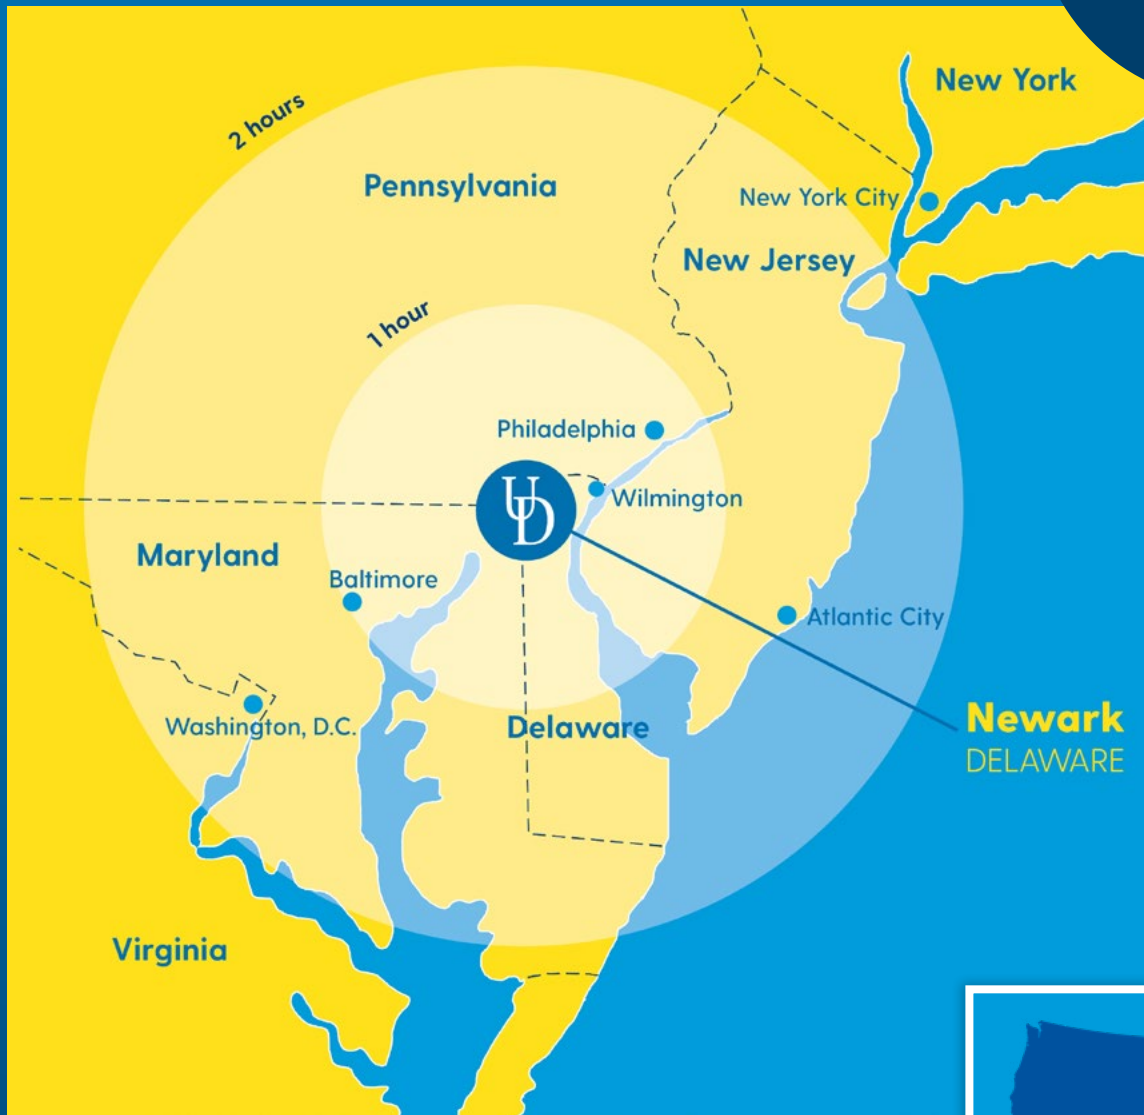 New York
2 hours
Pennsylvania
New York City
New Jersey
1 hour
Philadelphia
UD
Wilmington
Maryland
Baltimore
Atlantic City
Washington, D.C.
Delaware
Newark
DELAWARE
Virginia